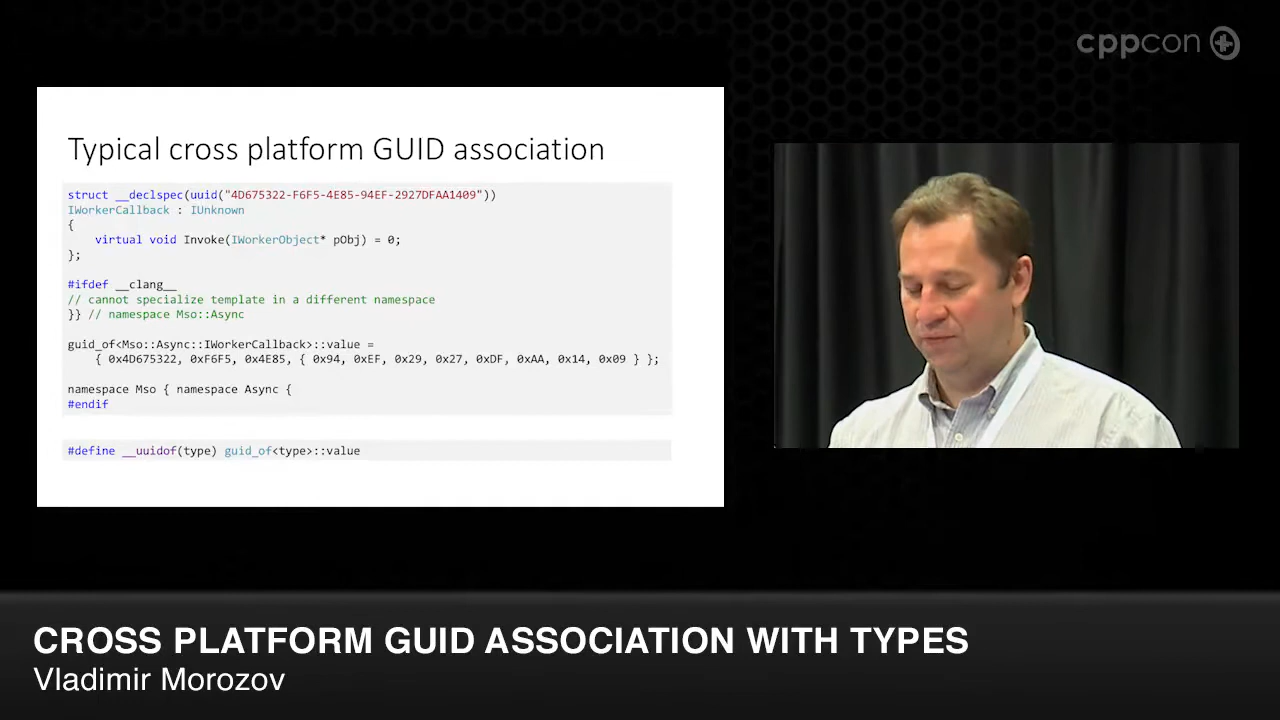 cppcon
Typical cross platform GUID association
struct __declspec(uuid("4D675322-F6F5-4E85-94EF-2927DFAA1409"))
IWorkerCallback : IUnknown
{
    virtual void Invoke(IWorkerObject* pObj) = 0;
};
#ifdef __clang__
// cannot specialize template in a different namespace
}} // namespace Mso::Async
guid_of<Mso::Async::IWorkerCallback>::value =
    { 0x4D675322, 0xF6F5, 0x4E85, { 0x94, 0xEF, 0x29, 0x27, 0xDF, 0xAA, 0x14, 0x09 } };
namespace Mso { namespace Async {
#endif
#define __uuidof(type) guid_of<type>::value
CROSS PLATFORM GUID ASSOCIATION WITH TYPES
Vladimir Morozov